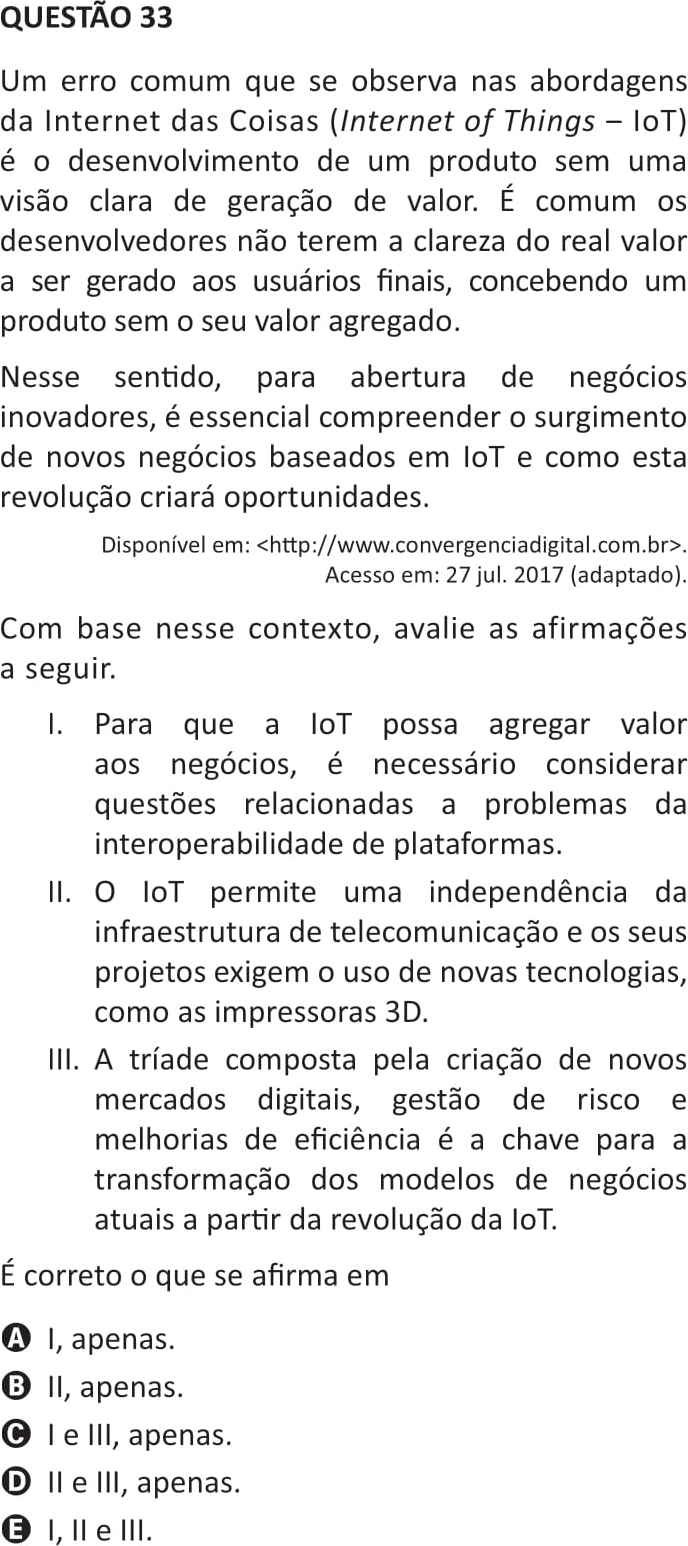 QUESTÃO 33
Um erro comum que se observa nas abordagens
da Internet das Coisas (Internet of Things – IoT)
é o desenvolvimento de um produto sem uma
visão clara de geração de valor. É comum os
desenvolvedores não terem a clareza do real valor
a ser gerado aos usuários finais, concebendo um
produto sem o seu valor agregado.
Nesse sentido, para abertura de negócios
inovadores, é essencial compreender o surgimento
de novos negócios baseados em IoT e como esta
revolução criará oportunidades.
Disponível em: <http://www.convergenciadigital.com.br>.
Acesso em: 27 jul. 2017 (adaptado).
Com base nesse contexto, avalie as afirmações
a seguir.
I. Para que a IoT possa agregar valor
aos negócios, é necessário considerar
questões relacionadas a problemas da
interoperabilidade de plataformas.
II. O IoT permite uma independência da
infraestrutura de telecomunicação e os seus
projetos exigem o uso de novas tecnologias,
como as impressoras 3D.
III. A tríade composta pela criação de novos
mercados digitais, gestão de risco e
melhorias de eficiência é a chave para a
transformação dos modelos de negócios
atuais a partir da revolução da IoT.
É correto o que se afirma em
A I, apenas.
B II, apenas.
C I e III, apenas.
D II e III, apenas.
E I, II e III.